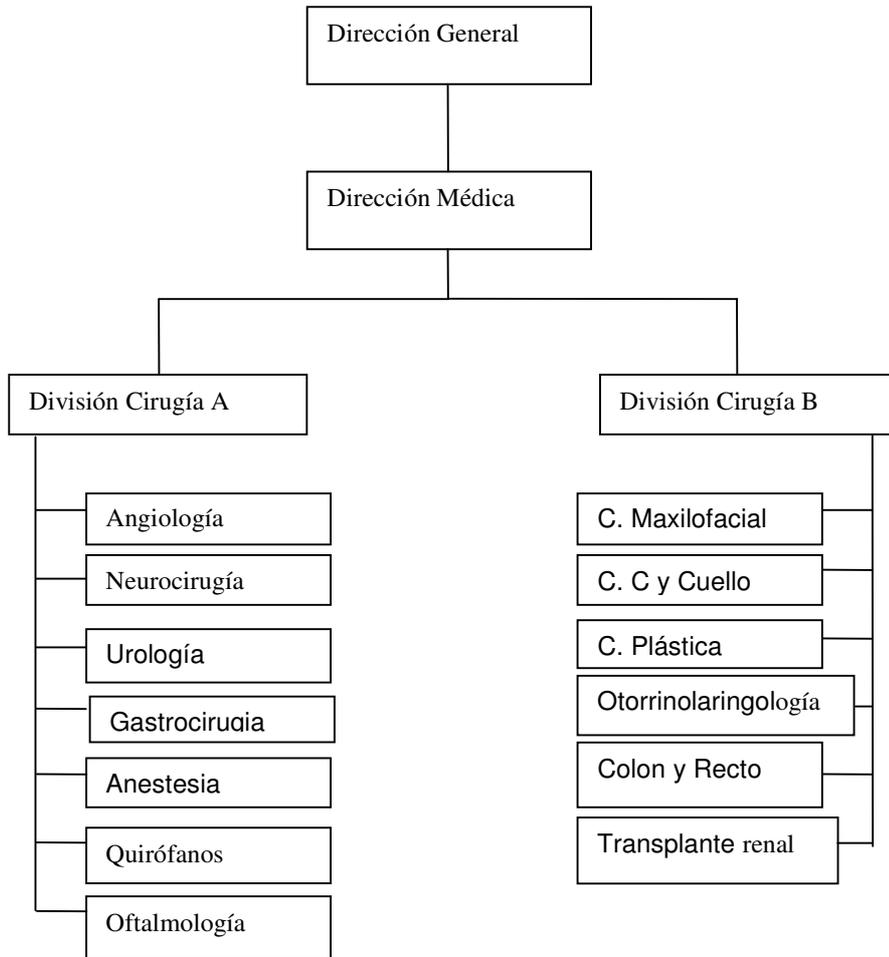 Dirección General
Dirección Médica
División Cirugía A
División Cirugía B
Angiología
Neurocirugía
Urología
Gastrocirugia
Anestesia
Quirófanos
Oftalmología
C. Maxilofacial
C. C y Cuello
C. Plástica
Otorrinolaringología
Colon y Recto
Transplante renal